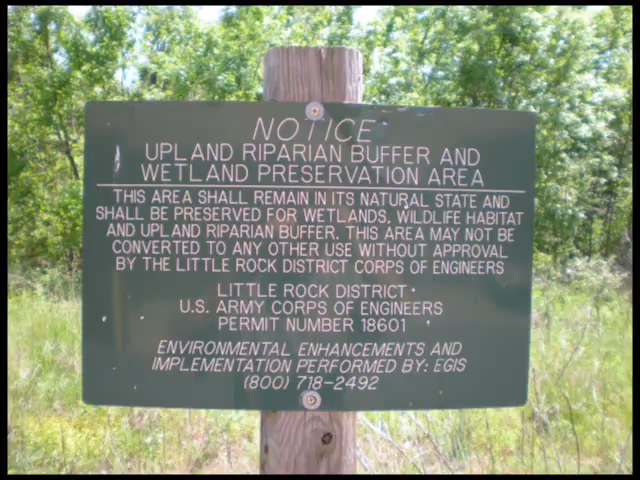 NOTICE
UPLAND RIPARIAN BUFFER AND
WETLAND PRESERVATION AREA
THIS AREA SHALL REMAIN IN ITS NATURAL STATE AND
SHALL BE PRESERVED FOR WETLANDS, WILDLIFE HABITAT
AND UPLAND RIPARIAN BUFFER. THIS AREA MAY NOT BE
CONVERTED TO ANY OTHER USE WITHOUT APPROVAL
BY THE LITTLE ROCK DISTRICT CORPS OF ENGINEERS
LITTLE ROCK DISTRICT
U.S. ARMY CORPS OF ENGINEERS
PERMIT NUMBER 18601
ENVIRONMENTAL ENHANCEMENTS AND
IMPLEMENTATION PERFORMED BY: EGIS
(800) 718-2492